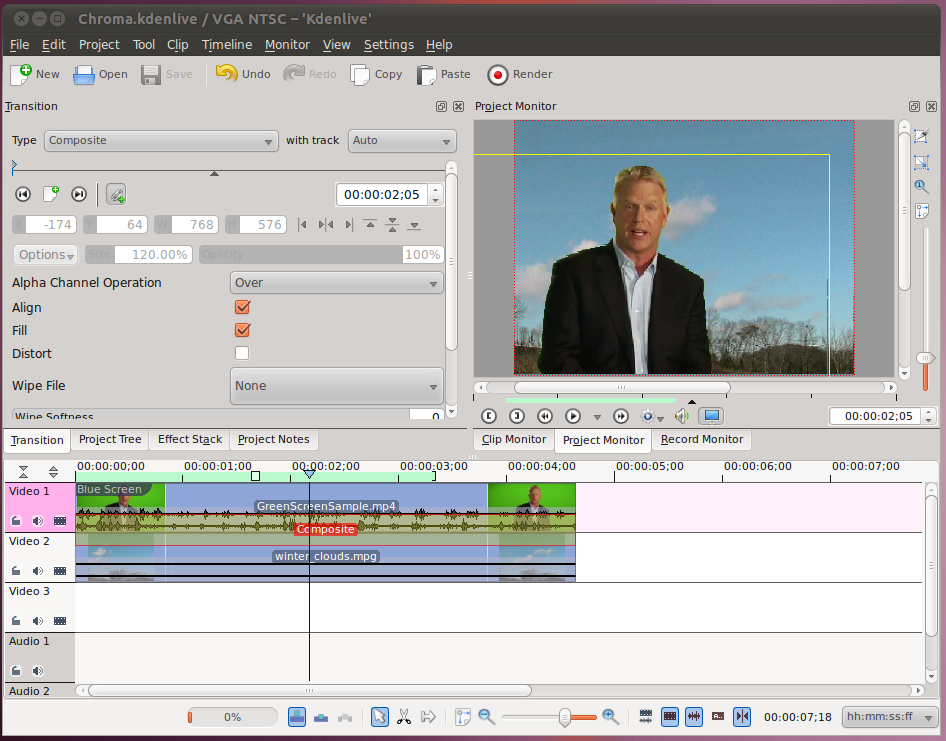 Chroma.kdenlive / VGA NTSC – 'Kdenlive'
File Edit Project Tool Clip Timeline Monitor View Settings Help
New Open Save Undo Redo Copy Paste Render
Transition
Project Monitor
Type Composite with track Auto
00:00:02;05
X -174 Y 64 W 768 H 576
Options Size 120.00% Opacity 100%
Alpha Channel Operation Over
Align
Fill
Distort
Wipe File None
Wipe Softness 0
00:00:02;05
Transition Project Tree Effect Stack Project Notes
Clip Monitor Project Monitor Record Monitor
00:00:00;00 00:00:01;00 00:00:02;00 00:00:03;00 00:00:04;00 00:00:05;00 00:00:06;00 00:00:07;00
Video 1
Blue Screen
GreenScreenSample.mp4
Composite
Video 2
winter_clouds.mpg
Video 3
Audio 1
Audio 2
0%
00:00:07;18 hh:mm:ss:ff